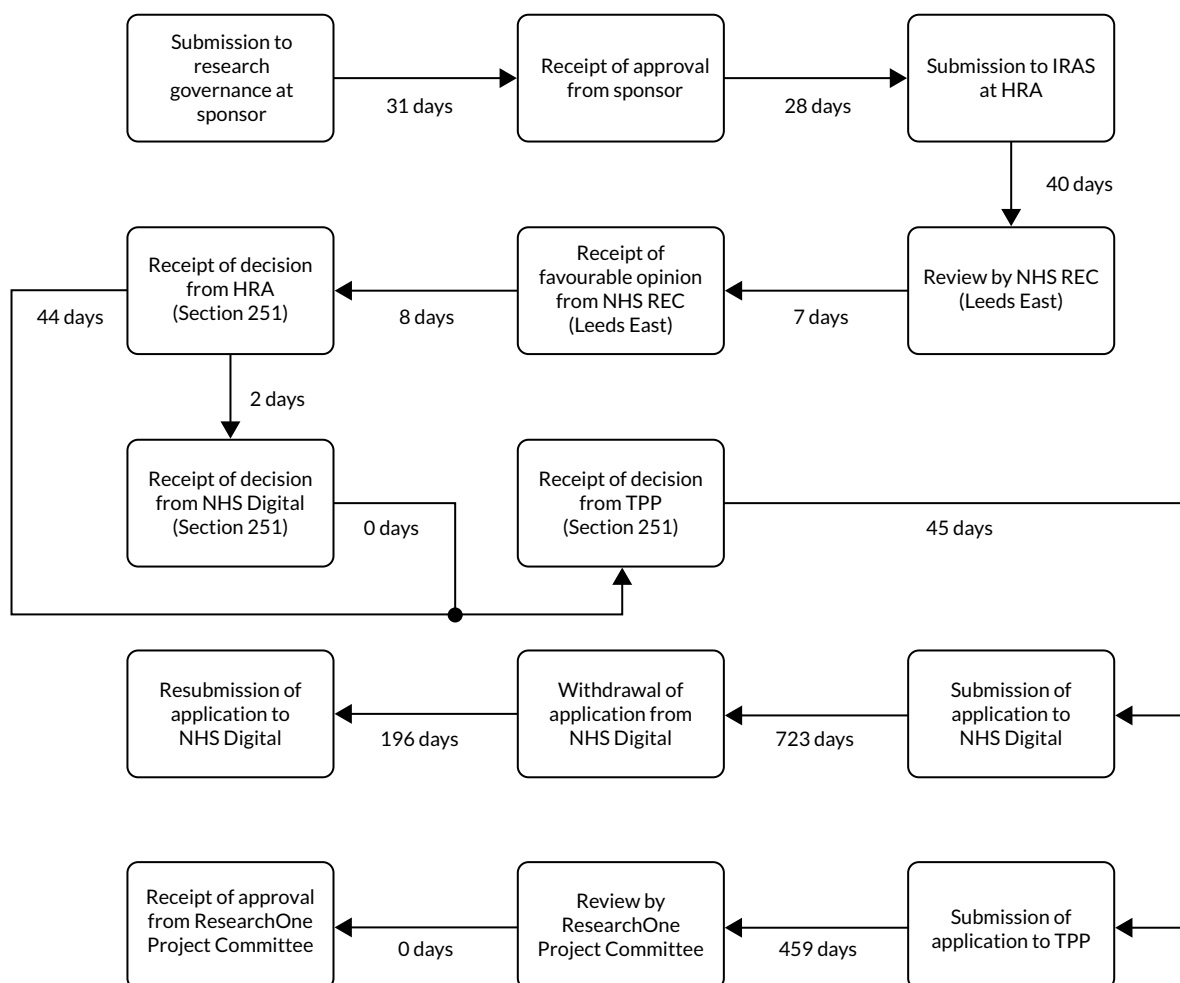 Submission to
research
governance at
sponsor
31 days
Receipt of approval
from sponsor
28 days
Submission to IRAS
at HRA
40 days
Review by NHS REC
(Leeds East)
7 days
Receipt of
favourable opinion
from NHS REC
(Leeds East)
8 days
Receipt of decision
from HRA
(Section 251)
44 days
2 days
Receipt of decision
from NHS Digital
(Section 251)
0 days
Receipt of decision
from TPP
(Section 251)
45 days
Submission of
application to
NHS Digital
723 days
Withdrawal of
application from
NHS Digital
196 days
Resubmission of
application to
NHS Digital
Submission of
application to TPP
459 days
Review by
ResearchOne
Project Committee
0 days
Receipt of approval
from ResearchOne
Project Committee